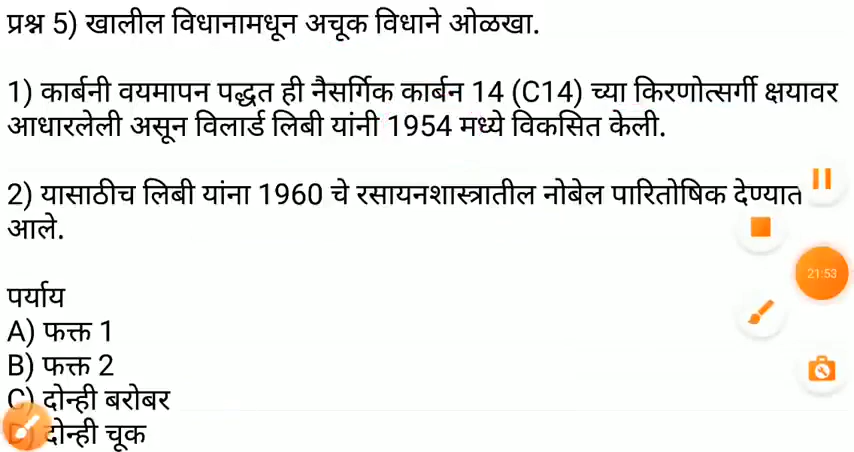 प्रश्न 5) खालील विधानामधून अचूक विधाने ओळखा.
1) कार्बनी वयमापन पद्धत ही नैसर्गिक कार्बन 14 (C14) च्या किरणोत्सर्गी क्षयावर
आधारलेली असून विलार्ड लिबी यांनी 1954 मध्ये विकसित केली.
2) यासाठीच लिबी यांना 1960 चे रसायनशास्त्रातील नोबेल पारितोषिक देण्यात
आले.
21:53
पर्याय
A) फक्त 1
B) फक्त 2
C) दोन्ही बरोबर
D) दोन्ही चूक